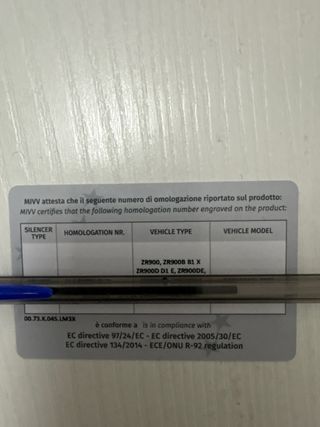 MIVV attesta che il seguente numero di omologazione riportato sul prodotto:
MIVV certifies that the following homologation number engraved on the product:
SILENCER TYPE
HOMOLOGATION NR.
VEHICLE TYPE
VEHICLE MODEL
ZR900, ZR900B B1 X
ZR900D D1 E, ZR900DE,
00.73.K.045.LM3X
è conforme a is in compliance with
EC directive 97/24/EC - EC directive 2005/30/EC
EC directive 134/2014 - ECE/ONU R-92 regulation